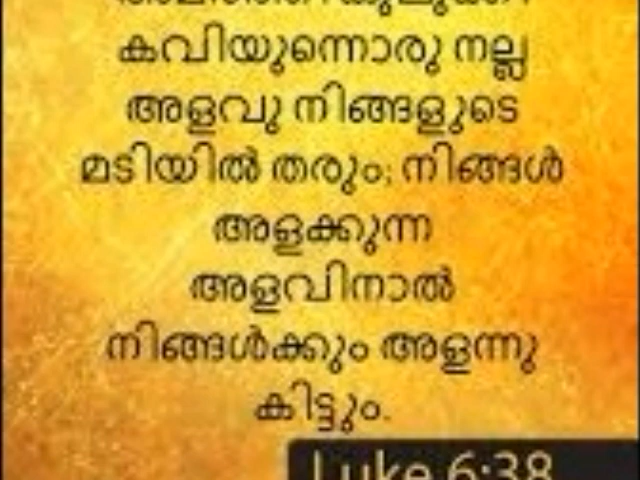 കവിയുന്നൊരു നല്ല
അളവു നിങ്ങളുടെ
മടിയിൽ തരും; നിങ്ങൾ
അളക്കുന്ന
അളവിനാൽ
നിങ്ങൾക്കും അളന്നു
കിട്ടും.
Luke 6:38